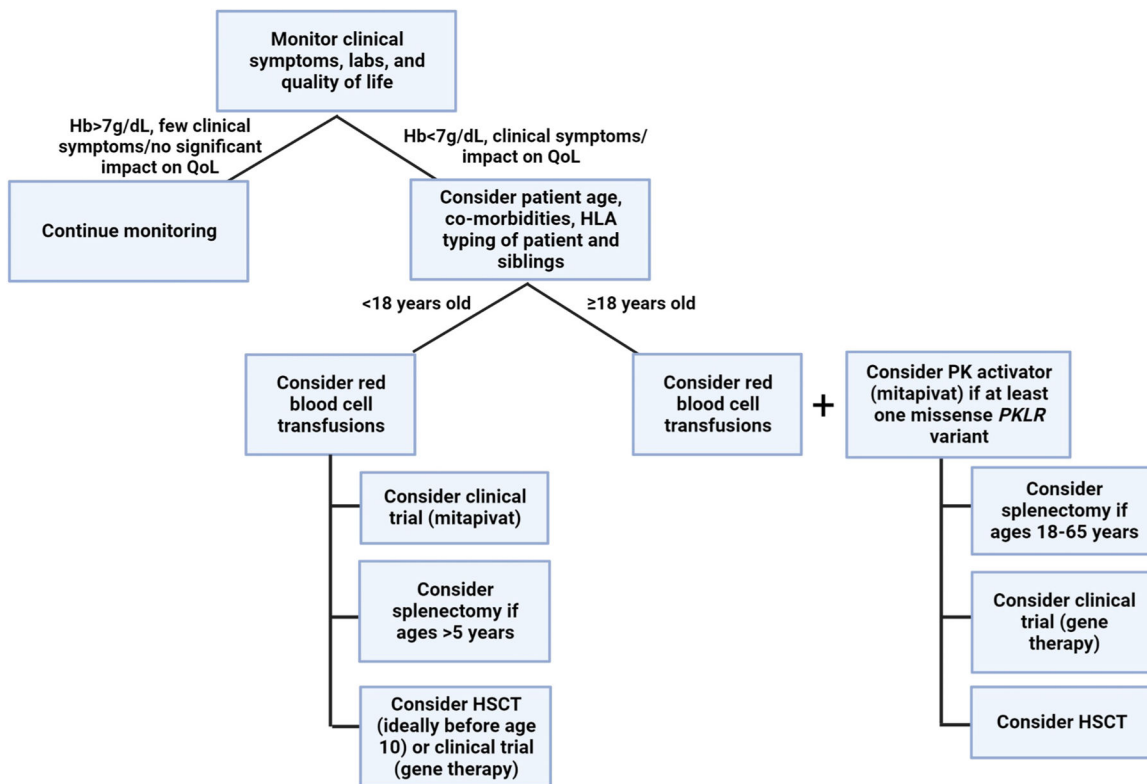 Monitor clinical
symptoms, labs, and
quality of life
Hb>7g/dL, few clinical
symptoms/no significant
impact on QoL
Hb<7g/dL, clinical symptoms/
impact on QoL
Continue monitoring
Consider patient age,
co-morbidities, HLA
typing of patient and
siblings
<18 years old
≥18 years old
Consider red
blood cell
transfusions
Consider red
blood cell
transfusions
+
Consider PK activator
(mitapivat) if at least
one missense PKLR
variant
Consider clinical
trial (mitapivat)
Consider
splenectomy if
ages >5 years
Consider HSCT
(ideally before age
10) or clinical trial
(gene therapy)
Consider
splenectomy if
ages 18-65 years
Consider clinical
trial (gene
therapy)
Consider HSCT